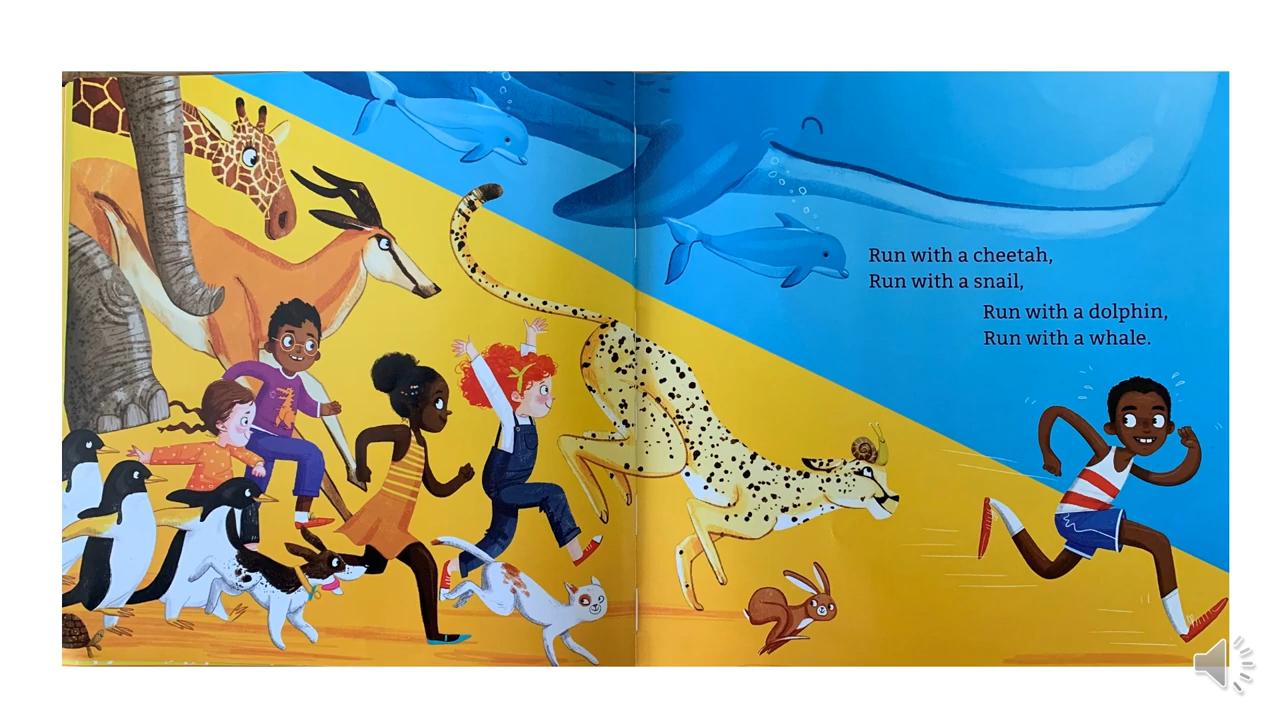 Run with a cheetah,
Run with a snail,
Run with a dolphin,
Run with a whale.